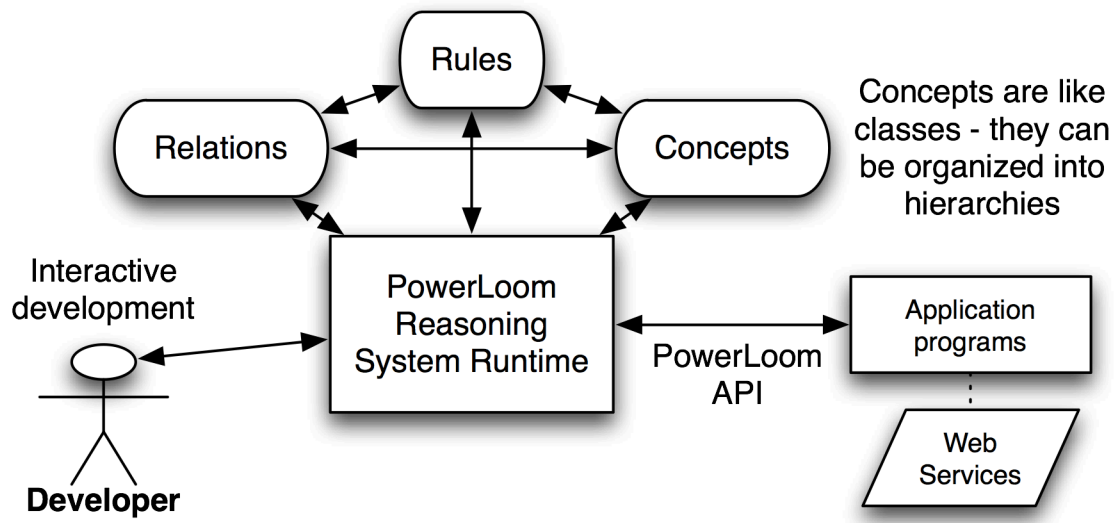 Rules
Relations
Concepts
Concepts are like
classes - they can
be organized into
hierarchies
Interactive
development
PowerLoom
Reasoning
System Runtime
PowerLoom
API
Application
programs
Web
Services
Developer